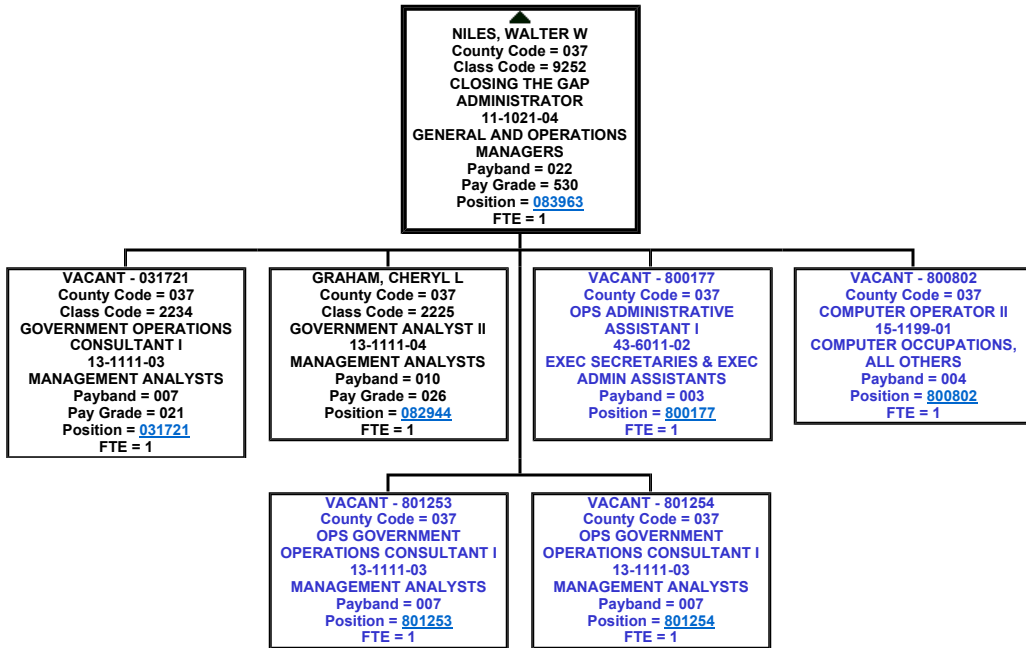 NILES, WALTER W
County Code = 037
Class Code = 9252
CLOSING THE GAP
ADMINISTRATOR
11-1021-04
GENERAL AND OPERATIONS
MANAGERS
Payband = 022
Pay Grade = 530
Position = 083963
FTE = 1
VACANT - 031721
County Code = 037
Class Code = 2234
GOVERNMENT OPERATIONS
CONSULTANT I
13-1111-03
MANAGEMENT ANALYSTS
Payband = 007
Pay Grade = 021
Position = 031721
FTE = 1
GRAHAM, CHERYL L
County Code = 037
Class Code = 2225
GOVERNMENT ANALYST II
13-1111-04
MANAGEMENT ANALYSTS
Payband = 010
Pay Grade = 026
Position = 082944
FTE = 1
VACANT - 800177
County Code = 037
OPS ADMINISTRATIVE
ASSISTANT I
43-6011-02
EXEC SECRETARIES & EXEC
ADMIN ASSISTANTS
Payband = 003
Position = 800177
FTE = 1
VACANT - 800802
County Code = 037
COMPUTER OPERATOR II
15-1199-01
COMPUTER OCCUPATIONS,
ALL OTHERS
Payband = 004
Position = 800802
FTE = 1
VACANT - 801253
County Code = 037
OPS GOVERNMENT
OPERATIONS CONSULTANT I
13-1111-03
MANAGEMENT ANALYSTS
Payband = 007
Position = 801253
FTE = 1
VACANT - 801254
County Code = 037
OPS GOVERNMENT
OPERATIONS CONSULTANT I
13-1111-03
MANAGEMENT ANALYSTS
Payband = 007
Position = 801254
FTE = 1